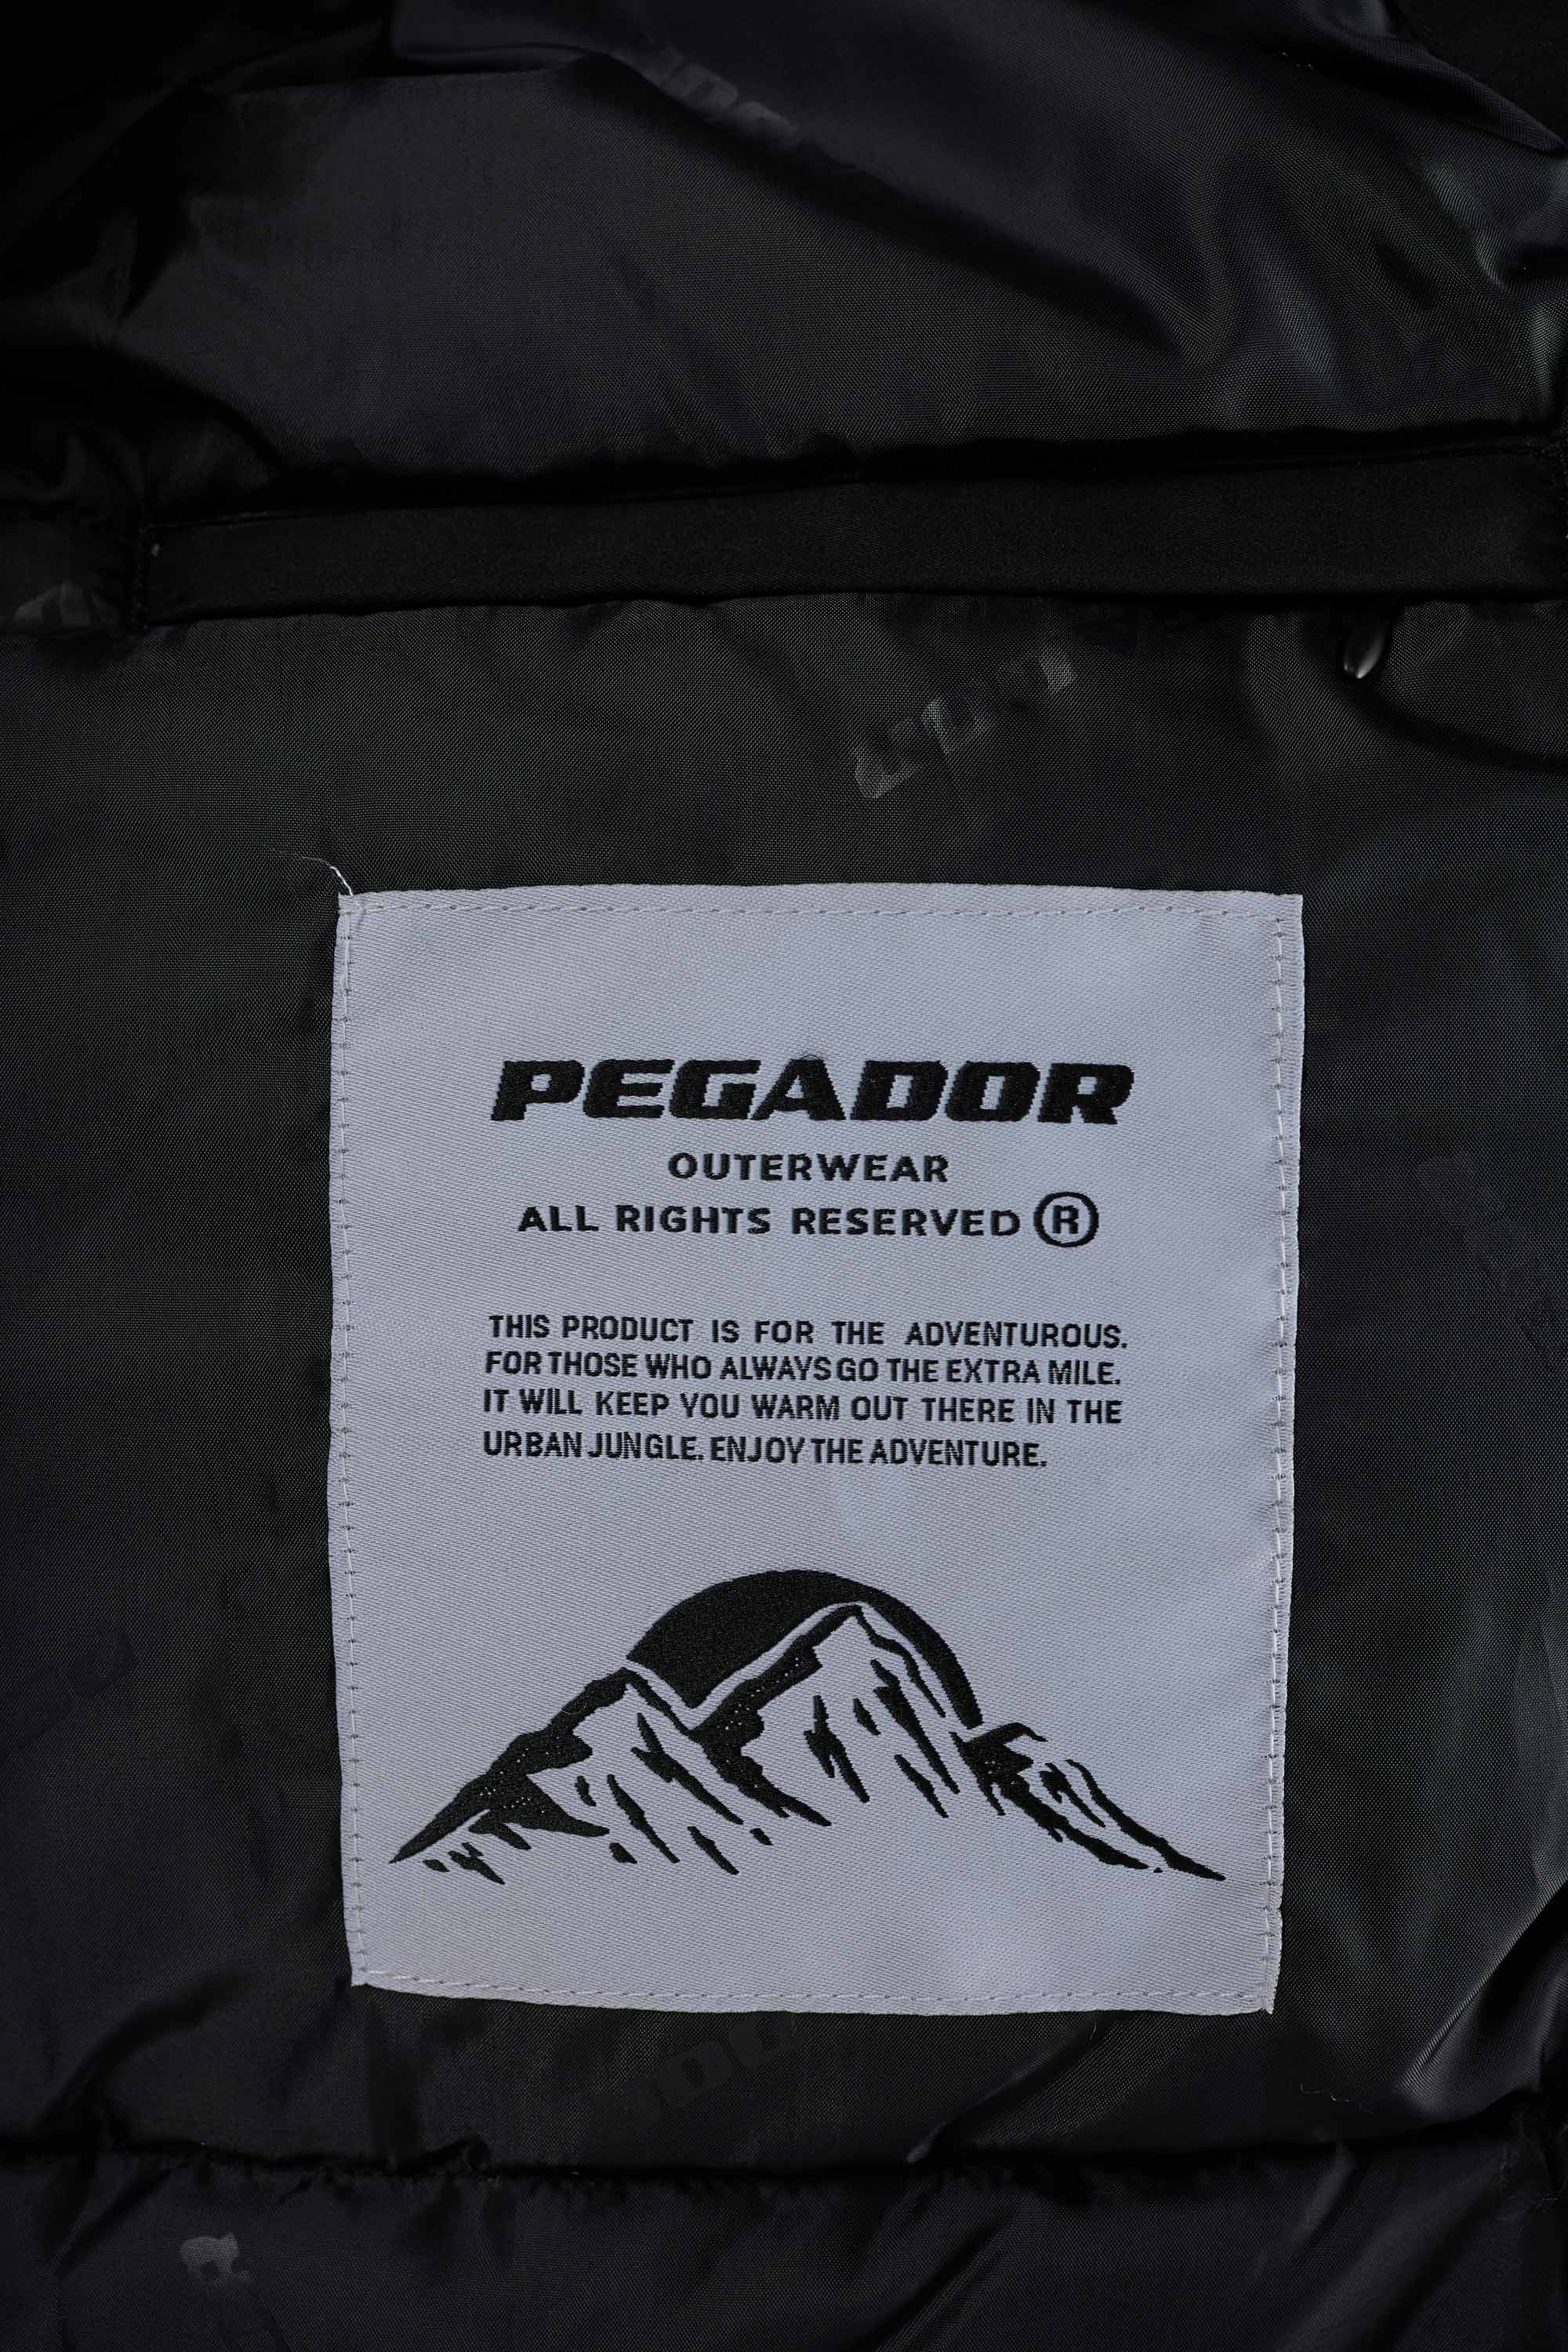 PEGADOR
OUTERWEAR
ALL RIGHTS RESERVED ®
THIS PRODUCT IS FOR THE ADVENTUROUS.
FOR THOSE WHO ALWAYS GO THE EXTRA MILE.
IT WILL KEEP YOU WARM OUT THERE IN THE
URBAN JUNGLE. ENJOY THE ADVENTURE.